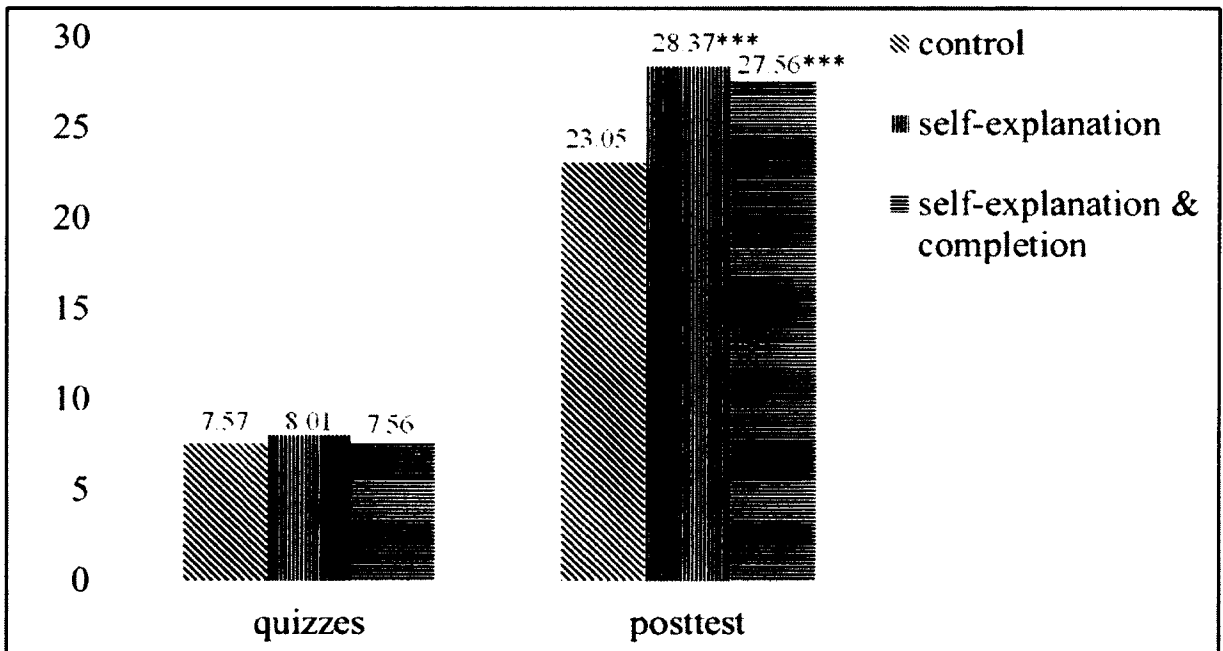 30
25
20
15
10
5
0
7.57
8.01
7.56
23.05
28.37***
27.56***
quizzes
posttest
control
self-explanation
self-explanation &
completion